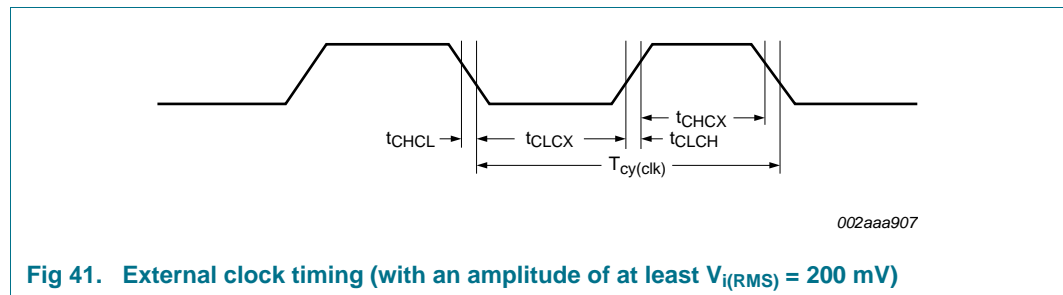 tCHCX
tCHCL tCLCX tCLCH
Tcy(clk)
002aaa907
Fig 41. External clock timing (with an amplitude of at least Vi(RMS) = 200 mV)